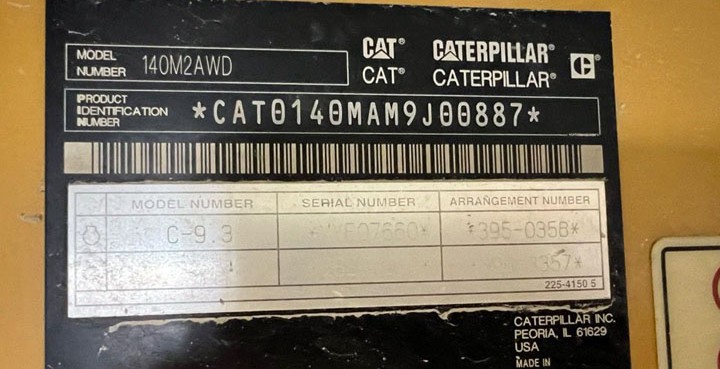 CAT® CATERPILLAR®
MODEL NUMBER 140M2AWD
CAT® CATERPILLAR®
PRODUCT IDENTIFICATION NUMBER *CAT0140MAM9J00887*
MODEL NUMBER SERIAL NUMBER ARRANGEMENT NUMBER
C-9.3 *395-035B*
225-4150 5
CATERPILLAR INC.
PEORIA, IL 61629
USA
MADE IN